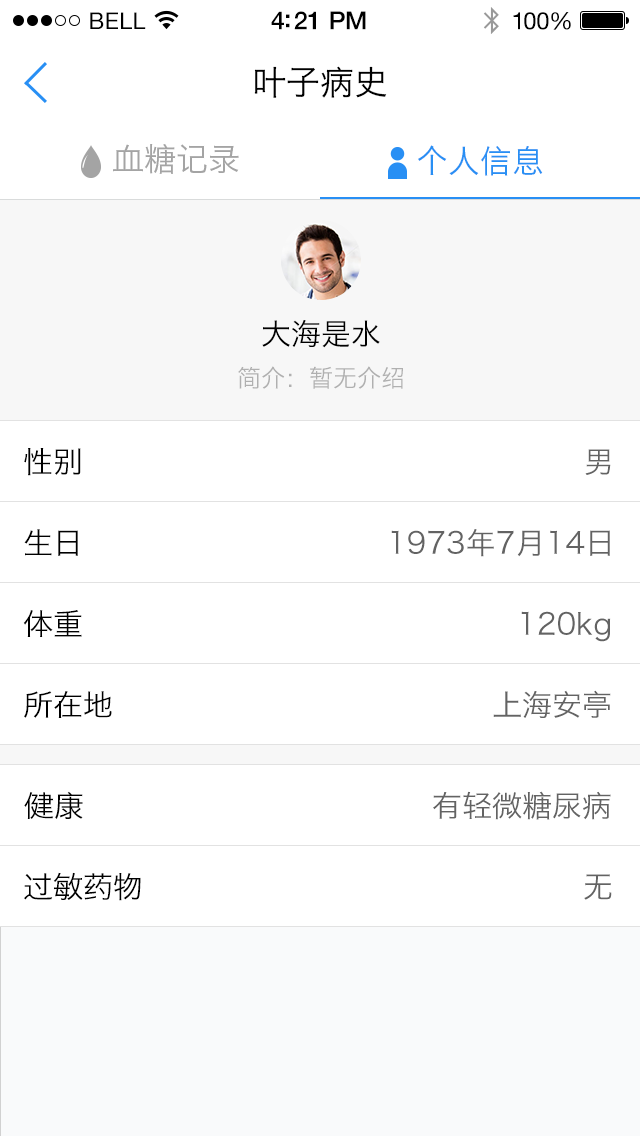 BELL 4:21 PM 100%
叶子病史
血糖记录 个人信息
大海是水
简介：暂无介绍
性别 男
生日 1973年7月14日
体重 120kg
所在地 上海安亭
健康 有轻微糖尿病
过敏药物 无